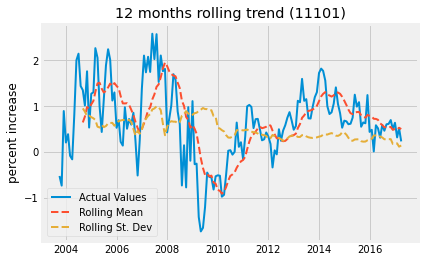 12 months rolling trend (11101)
percent increase
2
1
0
−1
Actual Values
Rolling Mean
Rolling St. Dev
2004 2006 2008 2010 2012 2014 2016